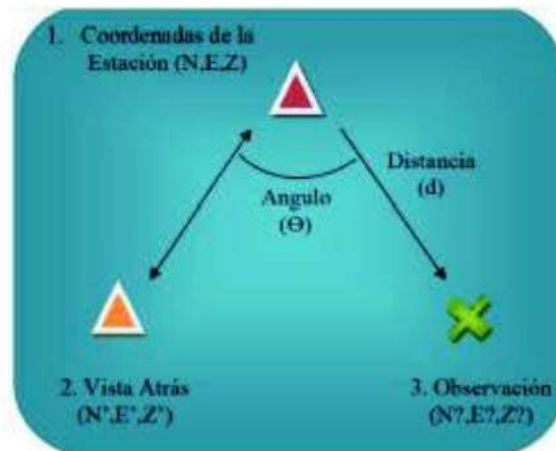 1. Coordenadas de la
Estación (N,E,Z)
Distancia
(d)
Angulo
(Θ)
2. Vista Atrás
(N',E',Z')
3. Observación
(N?,E?,Z?)